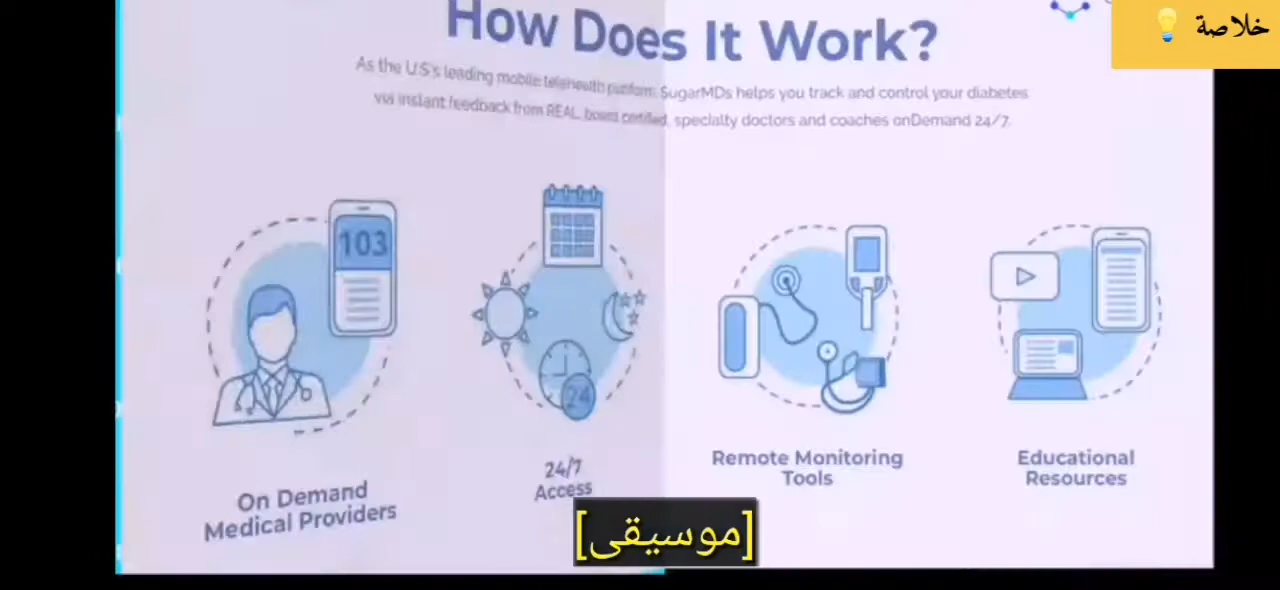 How Does It Work?
خلاصة
As the U.S's leading mobile telehealth platform, SugarMDs helps you track and control your diabetes
via instant feedback from REAL, board certified, specialty doctors and coaches onDemand 24/7.
103
24
On Demand
Medical Providers
24/7
Access
Remote Monitoring
Tools
Educational
Resources
[موسيقى]